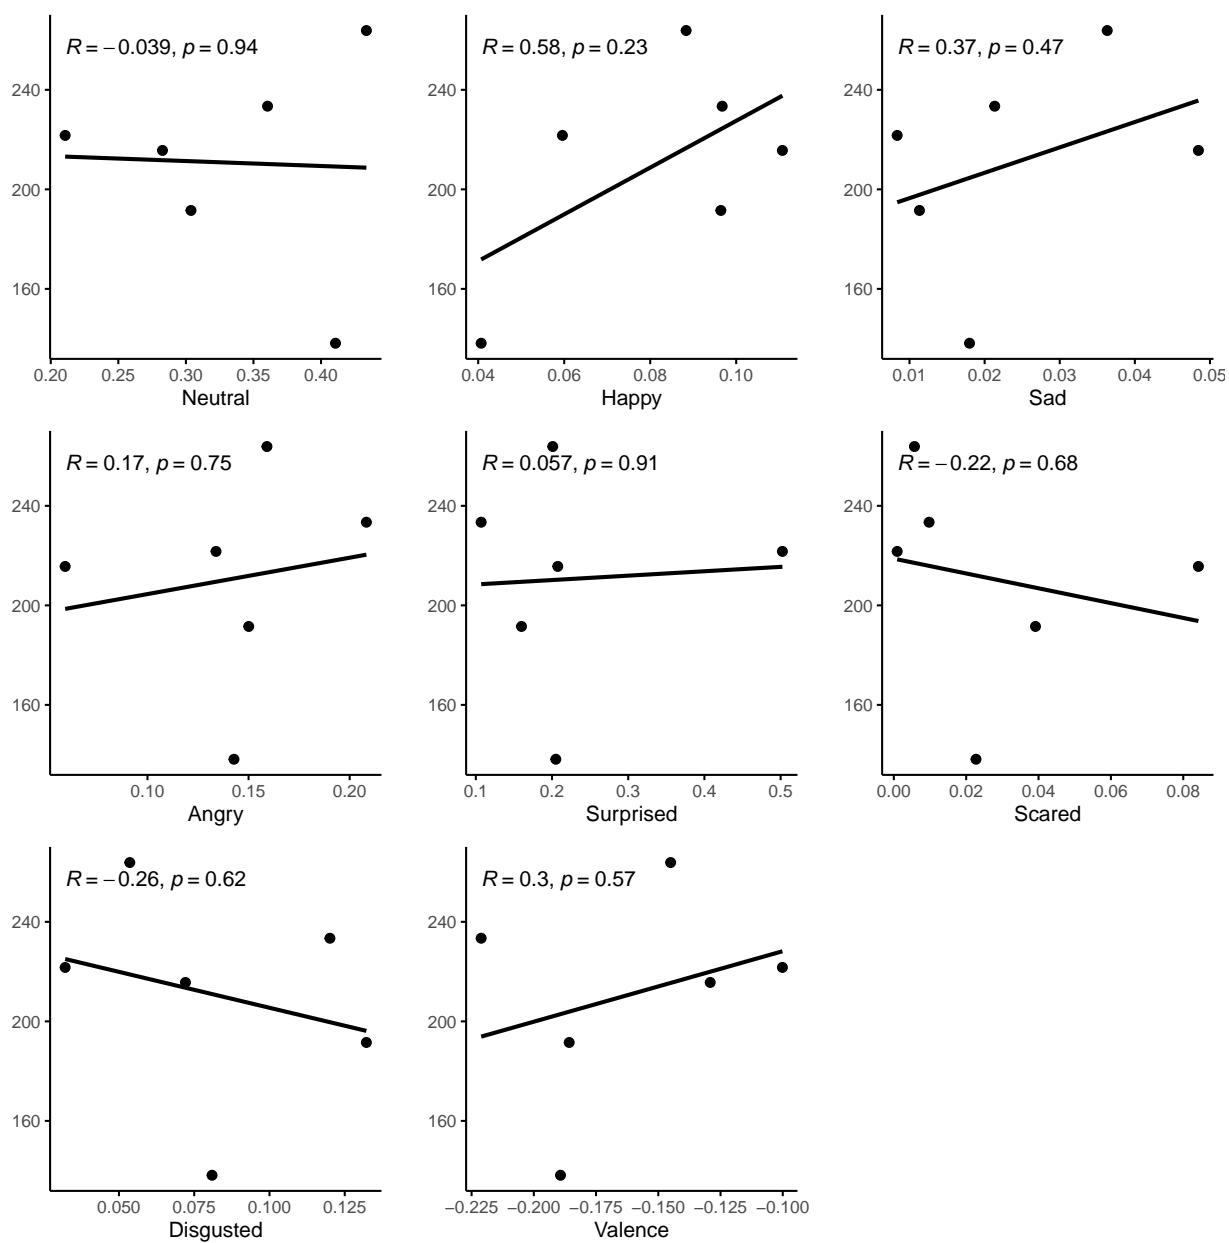 R = −0.039, p = 0.94
240
200
160
0.20 0.25 0.30 0.35 0.40
Neutral
R = 0.58, p = 0.23
240
200
160
0.04 0.06 0.08 0.10
Happy
R = 0.37, p = 0.47
240
200
160
0.01 0.02 0.03 0.04 0.05
Sad
R = 0.17, p = 0.75
240
200
160
0.10 0.15 0.20
Angry
R = 0.057, p = 0.91
240
200
160
0.1 0.2 0.3 0.4 0.5
Surprised
R = −0.22, p = 0.68
240
200
160
0.00 0.02 0.04 0.06 0.08
Scared
R = −0.26, p = 0.62
240
200
160
0.050 0.075 0.100 0.125
Disgusted
R = 0.3, p = 0.57
240
200
160
−0.225 −0.200 −0.175 −0.150 −0.125 −0.100
Valence